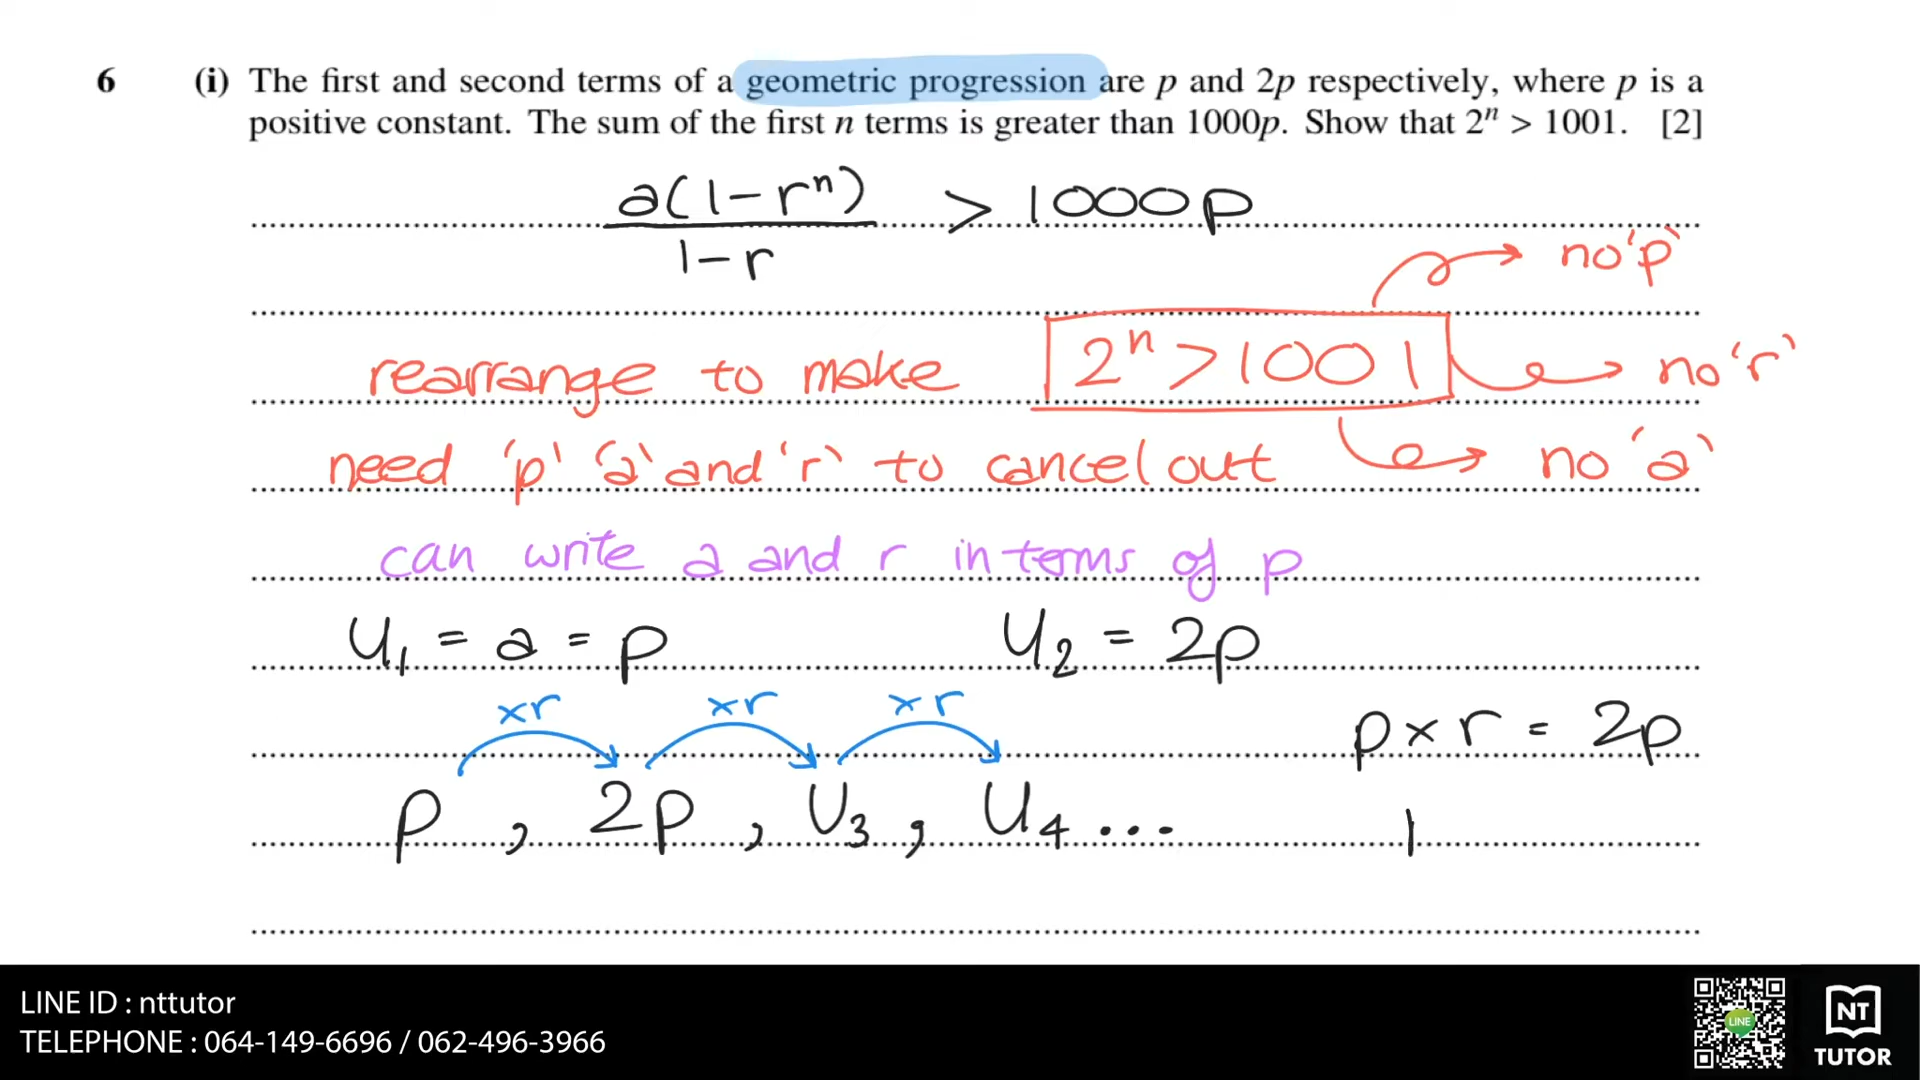 6 (i) The first and second terms of a geometric progression are p and 2p respectively, where p is a
positive constant. The sum of the first n terms is greater than 1000p. Show that 2ⁿ > 1001. [2]
a(1-rⁿ) / 1-r > 1000p
no 'p'
rearrange to make 2ⁿ > 1001 no 'r'
need 'p' 'a' and 'r' to cancel out no 'a'
can write a and r in terms of p
U₁ = a = p U₂ = 2p
×r ×r ×r
p × r = 2p
p , 2p , U₃ , U₄ ...
LINE ID : nttutor
TELEPHONE : 064-149-6696 / 062-496-3966
LINE
NT
TUTOR